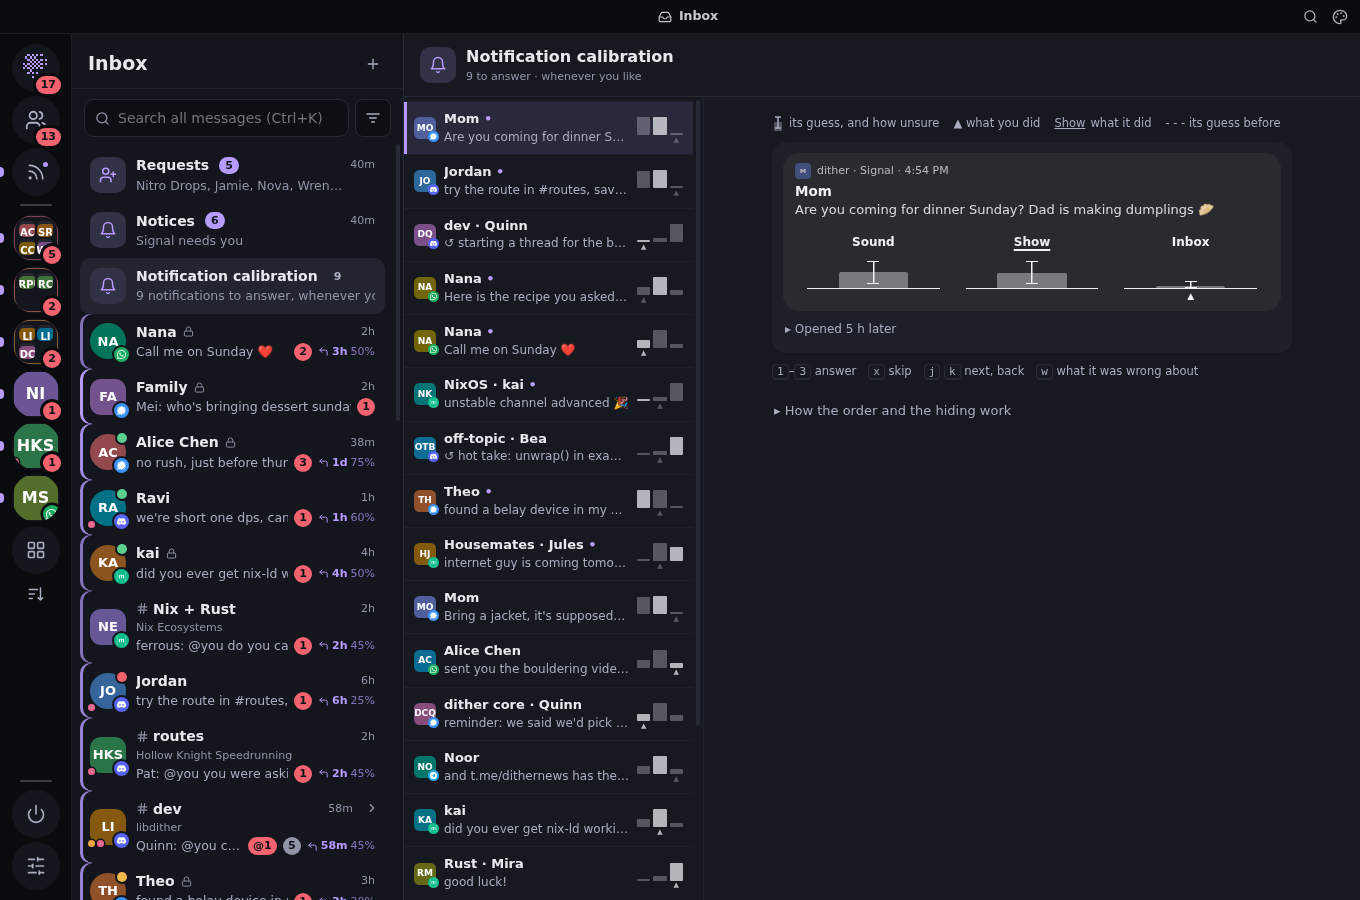 Inbox
17
13
5
2
2
1
1
AC
SR
CC
RP
RC
LI
LI
DC
NI
HKS
MS
Inbox
Search all messages (Ctrl+K)
Requests 5 40m
Nitro Drops, Jamie, Nova, Wren…
Notices 6 40m
Signal needs you
Notification calibration 9
9 notifications to answer, whenever yo
NA Nana 2h
Call me on Sunday ❤️ 2 3h 50%
FA Family 2h
Mei: who's bringing dessert sunda 1
AC Alice Chen 38m
no rush, just before thur 3 1d 75%
RA Ravi 1h
we're short one dps, can 1 1h 60%
KA kai 4h
did you ever get nix-ld w 1 4h 50%
NE # Nix + Rust 2h
Nix Ecosystems
ferrous: @you do you ca 1 2h 45%
JO Jordan 6h
try the route in #routes, 1 6h 25%
HKS # routes 2h
Hollow Knight Speedrunning
Pat: @you you were aski 1 2h 45%
LI # dev 58m
libdither
Quinn: @you c… @1 5 58m 45%
TH Theo 3h
Notification calibration
9 to answer · whenever you like
MO Mom •
Are you coming for dinner S…
JO Jordan •
try the route in #routes, sav…
DQ dev · Quinn
↺ starting a thread for the b…
NA Nana •
Here is the recipe you asked…
NA Nana •
Call me on Sunday ❤️
NK NixOS · kai •
unstable channel advanced 🎉
OTB off-topic · Bea
↺ hot take: unwrap() in exa…
TH Theo •
found a belay device in my …
HJ Housemates · Jules •
internet guy is coming tomo…
MO Mom
Bring a jacket, it's supposed…
AC Alice Chen
sent you the bouldering vide…
DCQ dither core · Quinn
reminder: we said we'd pick …
NO Noor
and t.me/dithernews has the…
KA kai
did you ever get nix-ld worki…
RM Rust · Mira
good luck!
its guess, and how unsure ▲ what you did Show what it did - - - its guess before
M dither · Signal · 4:54 PM
Mom
Are you coming for dinner Sunday? Dad is making dumplings 🥟
Sound Show Inbox
▸ Opened 5 h later
1–3 answer x skip j k next, back w what it was wrong about
▸ How the order and the hiding work